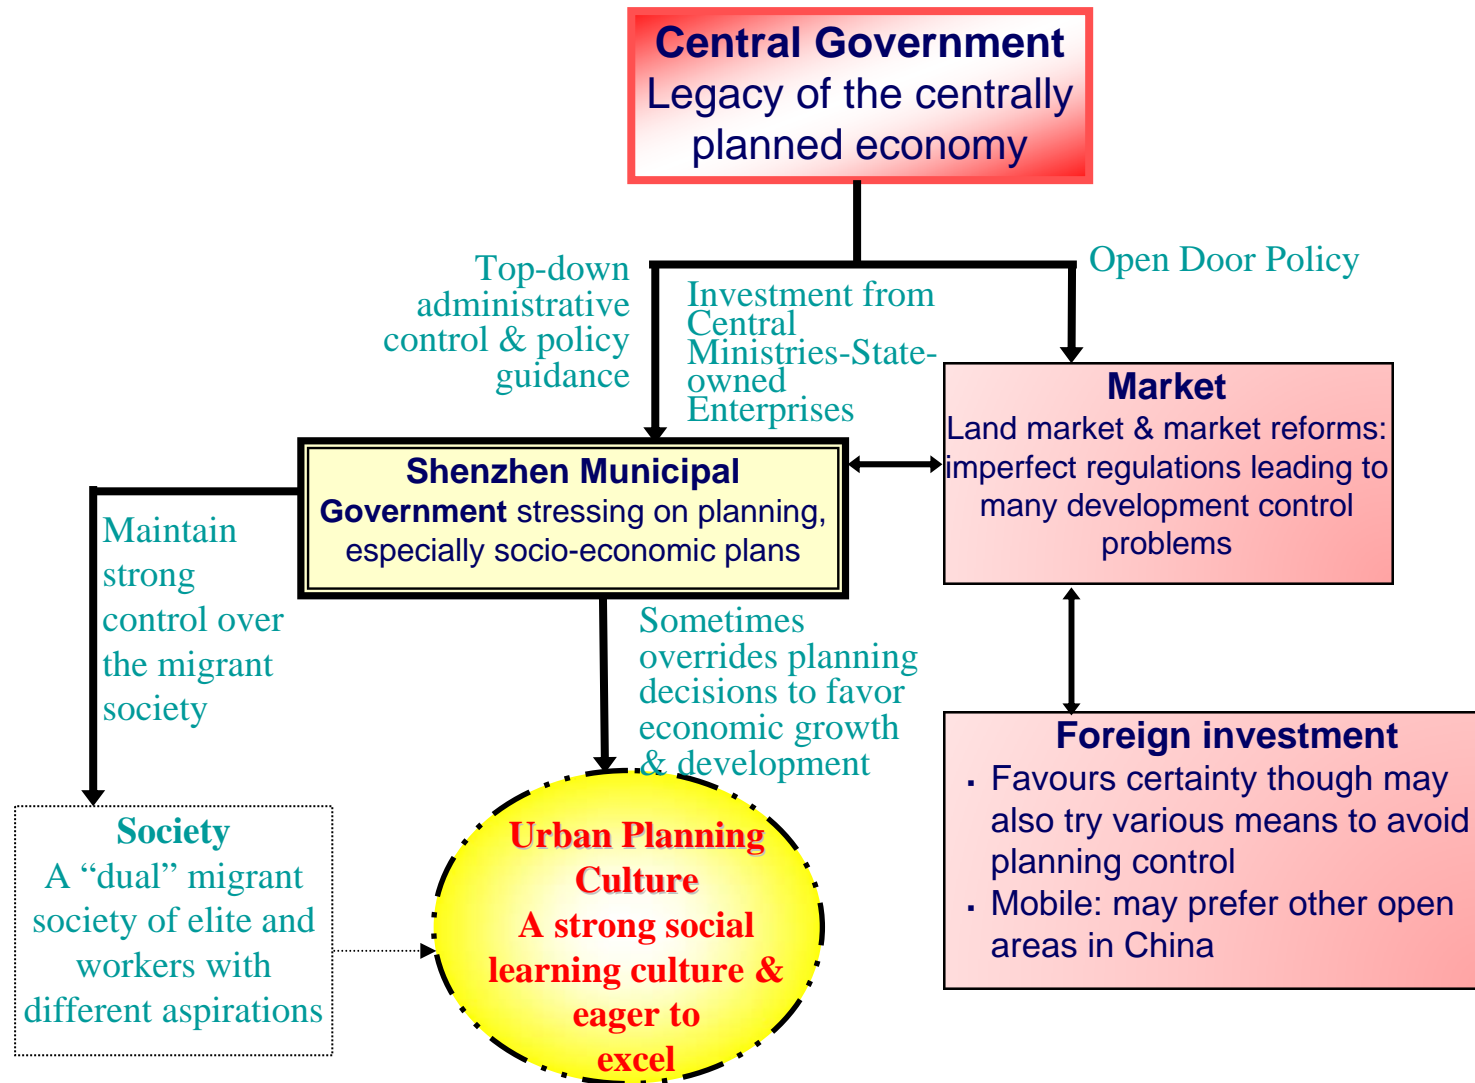 Central Government
Legacy of the centrally
planned economy
Top-down
administrative
control & policy
guidance
Investment from
Central
Ministries-State-
owned
Enterprises
Open Door Policy
Market
Land market & market reforms:
imperfect regulations leading to
many development control
problems
Shenzhen Municipal
Government stressing on planning,
especially socio-economic plans
Maintain
strong
control over
the migrant
society
Sometimes
overrides planning
decisions to favor
economic growth
& development
Foreign investment
▪ Favours certainty though may
also try various means to avoid
planning control
▪ Mobile: may prefer other open
areas in China
Society
A “dual” migrant
society of elite and
workers with
different aspirations
Urban Planning
Culture
A strong social
learning culture &
eager to
excel